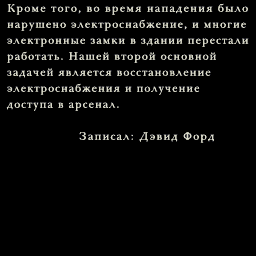 Кроме того, во время нападения было
нарушено электроснабжение, и многие
электронные замки в здании перестали
работать. Нашей второй основной
задачей является восстановление
электроснабжения и получение
доступа в арсенал.
Записал: Дэвид Форд